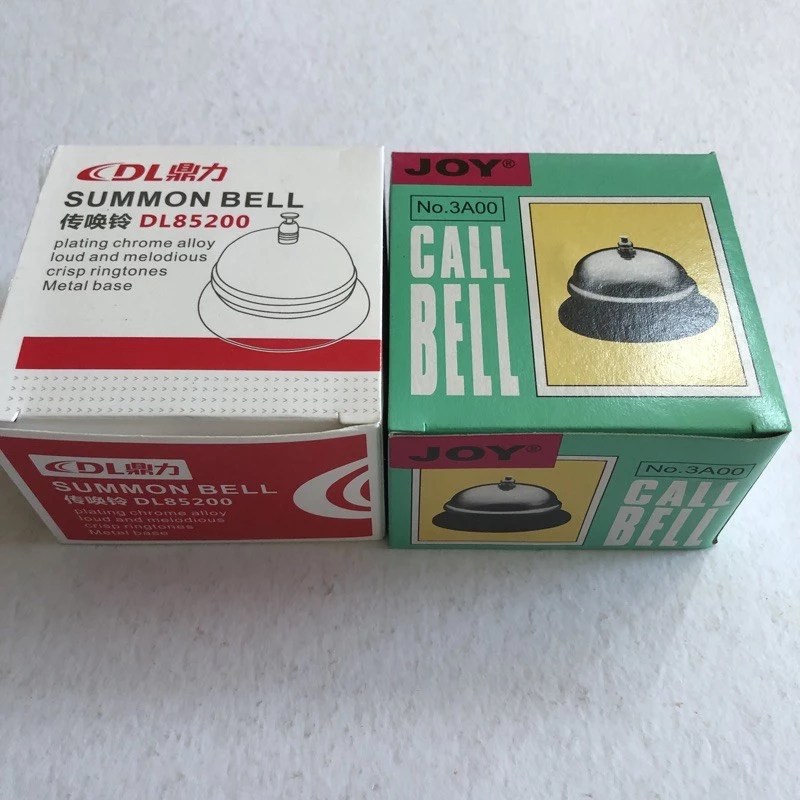 CDL鼎力
SUMMON BELL
传唤铃 DL85200
plating chrome alloy
loud and melodious
crisp ringtones
Metal base
CDL鼎力
SUMMON BELL
传唤铃 DL85200
plating chrome alloy
loud and melodious
crisp ringtones
Metal base
JOY®
No.3A00
CALL
BELL
JOY®
No.3A00
CALL
BELL